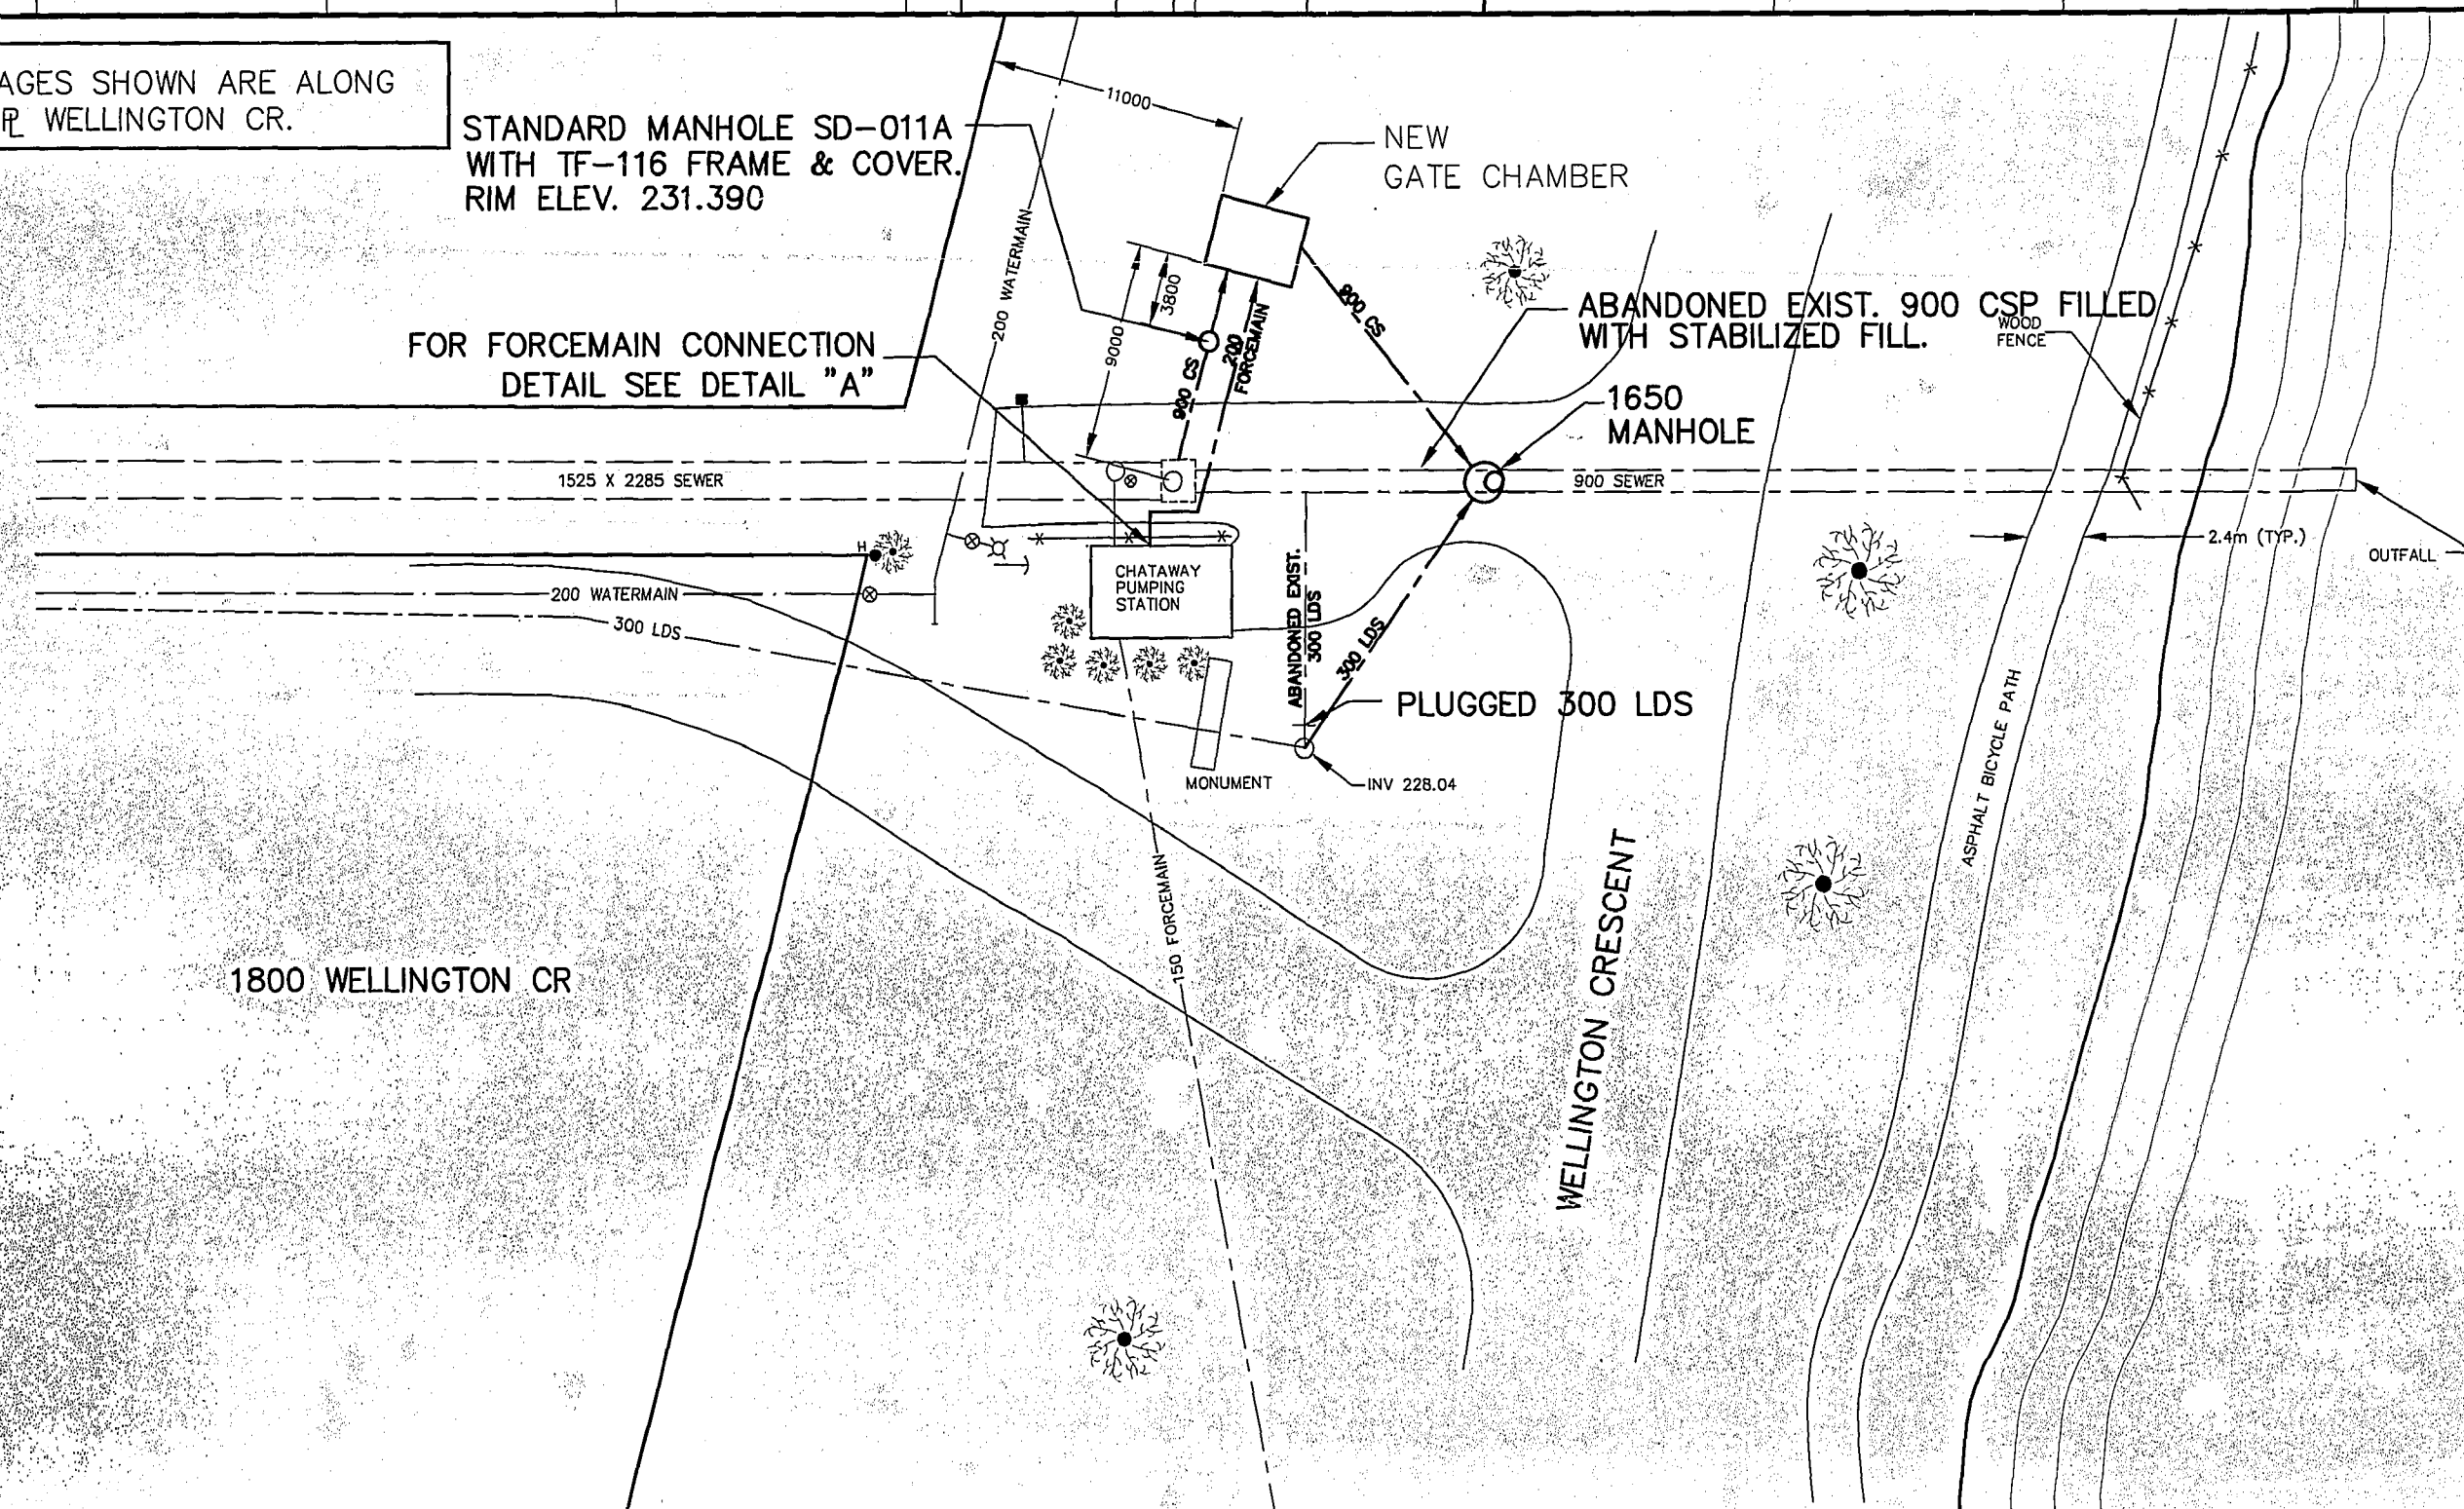 AGES SHOWN ARE ALONG
PL WELLINGTON CR.
STANDARD MANHOLE SD-011A
WITH TF-116 FRAME & COVER.
RIM ELEV. 231.390
11000
NEW
GATE CHAMBER
200 WATERMAIN
3800
9000
900 CS
200
FORCEMAIN
900 CS
ABANDONED EXIST. 900 CSP FILLED
WITH STABILIZED FILL.
WOOD
FENCE
FOR FORCEMAIN CONNECTION
DETAIL SEE DETAIL "A"
1650
MANHOLE
1525 X 2285 SEWER
900 SEWER
2.4m (TYP.)
OUTFALL
H
CHATAWAY
PUMPING
STATION
200 WATERMAIN
300 LDS
ABANDONED EXIST.
300 LDS
300 LDS
PLUGGED 300 LDS
MONUMENT
INV 228.04
ASPHALT BICYCLE PATH
150 FORCEMAIN
WELLINGTON CRESCENT
1800 WELLINGTON CR